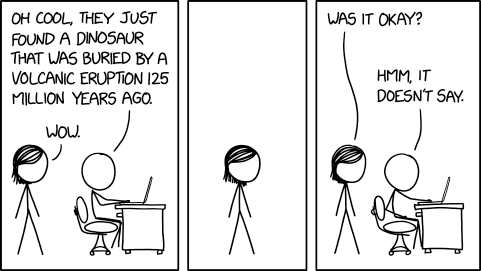 OH COOL, THEY JUST
FOUND A DINOSAUR
THAT WAS BURIED BY A
VOLCANIC ERUPTION 125
MILLION YEARS AGO.
WOW.
WAS IT OKAY?
HMM, IT
DOESN'T SAY.